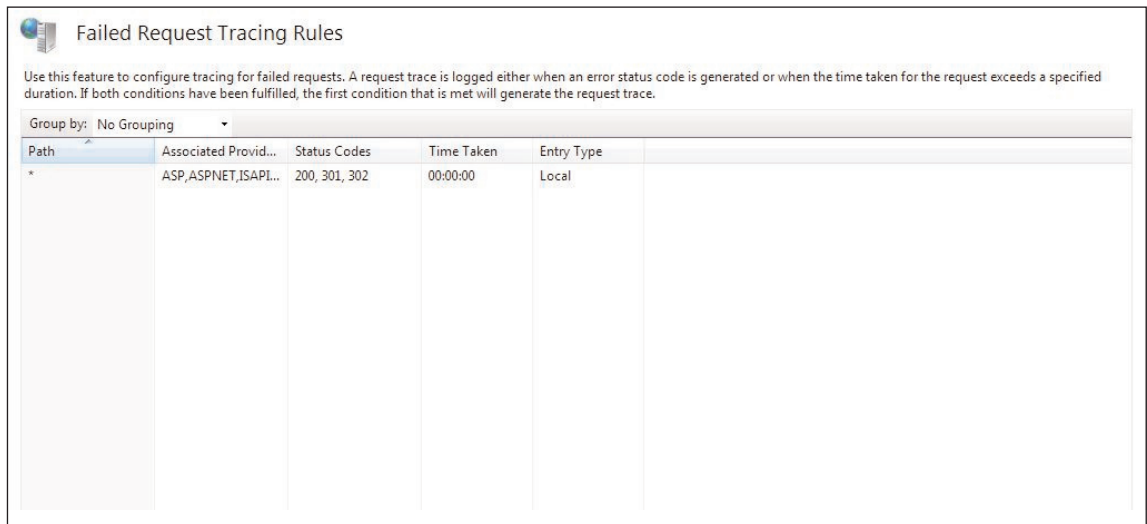 Failed Request Tracing Rules
Use this feature to configure tracing for failed requests. A request trace is logged either when an error status code is generated or when the time taken for the request exceeds a specified
duration. If both conditions have been fulfilled, the first condition that is met will generate the request trace.
Group by: No Grouping
Path Associated Provid... Status Codes Time Taken Entry Type
* ASP,ASPNET,ISAPI... 200, 301, 302 00:00:00 Local